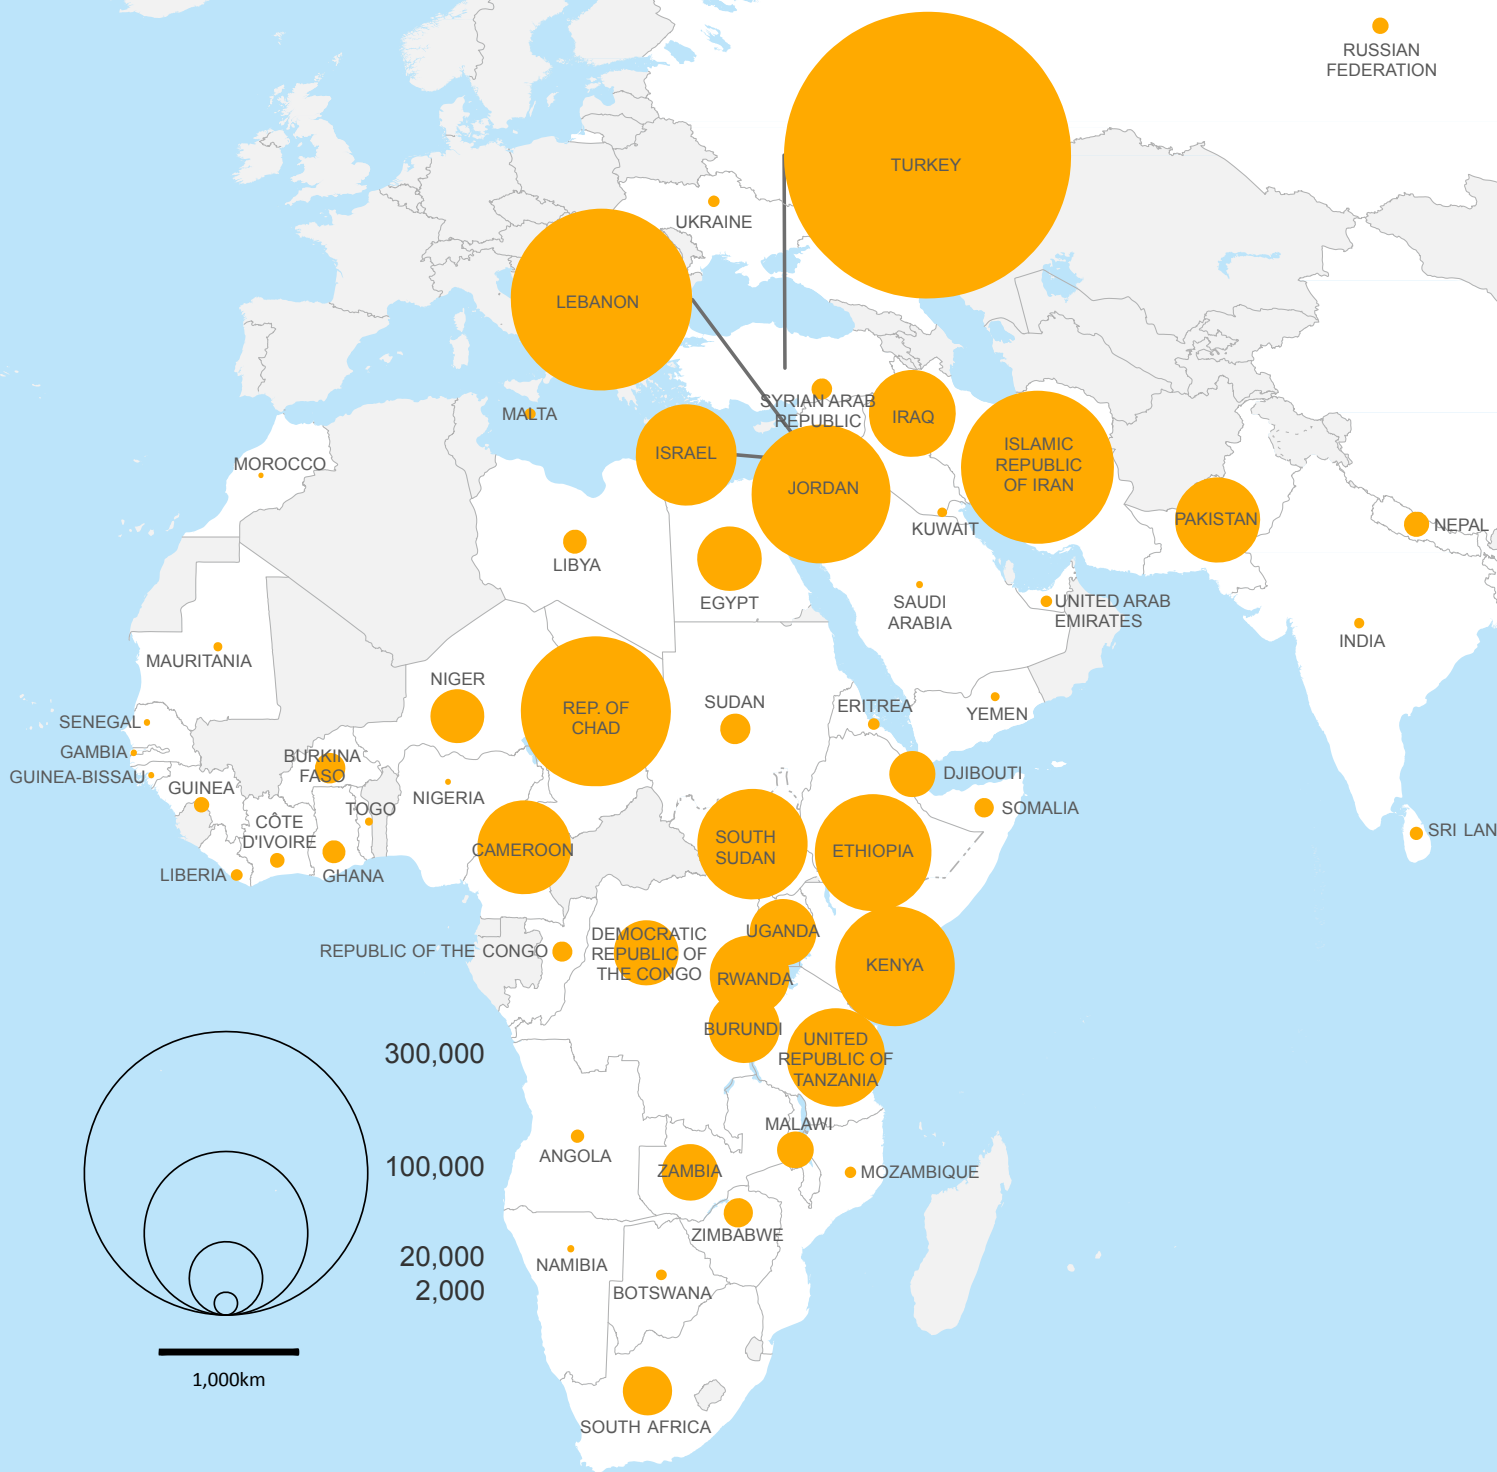 RUSSIAN
FEDERATION
TURKEY
UKRAINE
LEBANON
SYRIAN ARAB
REPUBLIC
IRAQ
MALTA
ISRAEL
ISLAMIC
REPUBLIC
OF IRAN
MOROCCO
JORDAN
PAKISTAN
KUWAIT
NEPAL
LIBYA
EGYPT
SAUDI
ARABIA
UNITED ARAB
EMIRATES
INDIA
MAURITANIA
NIGER
REP. OF
CHAD
SUDAN
ERITREA
YEMEN
SENEGAL
GAMBIA
GUINEA-BISSAU
BURKINA
FASO
GUINEA
NIGERIA
DJIBOUTI
TOGO
SOMALIA
CÔTE
D'IVOIRE
CAMEROON
SOUTH
SUDAN
ETHIOPIA
SRI LAN
LIBERIA
GHANA
UGANDA
REPUBLIC OF THE CONGO
DEMOCRATIC
REPUBLIC OF
THE CONGO
RWANDA
KENYA
BURUNDI
UNITED
REPUBLIC OF
TANZANIA
300,000
100,000
20,000
2,000
1,000km
MALAWI
ANGOLA
ZAMBIA
MOZAMBIQUE
ZIMBABWE
NAMIBIA
BOTSWANA
SOUTH AFRICA